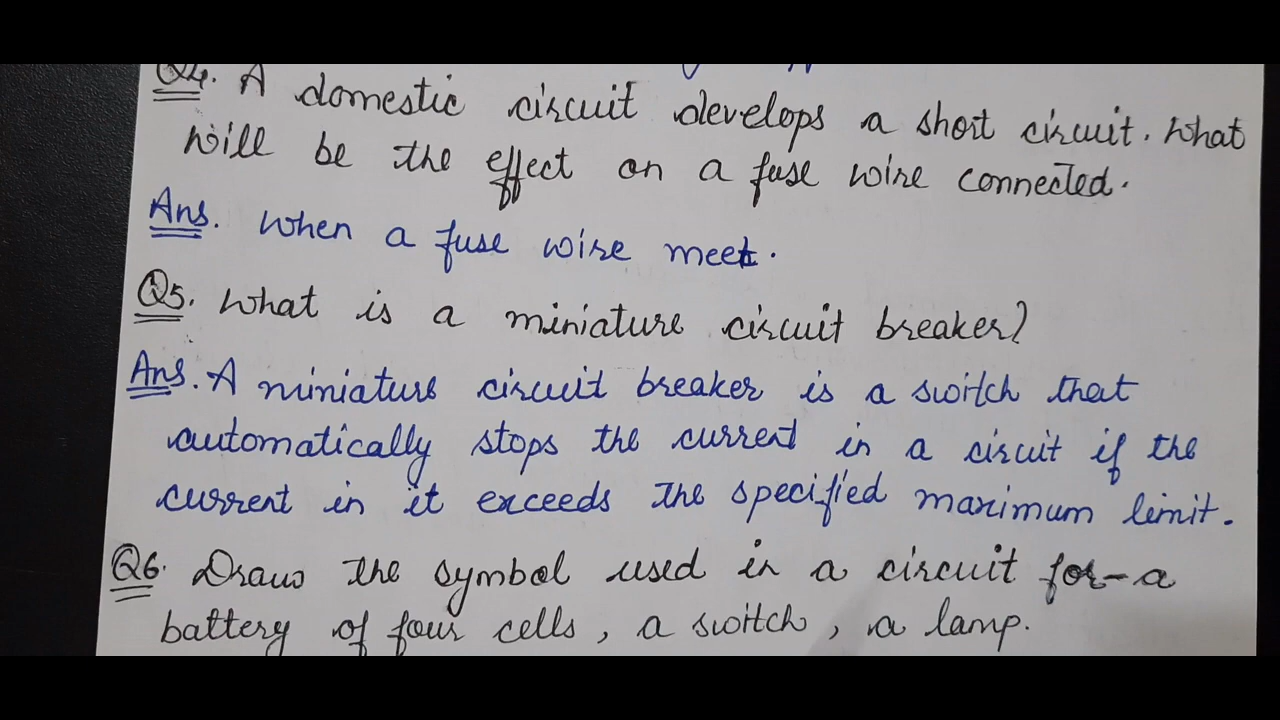 Q4. A domestic circuit develops a short circuit. What
will be the effect on a fuse wire connected.
Ans. When a fuse wire meet.
Q5. What is a miniature circuit breaker?
Ans. A miniature circuit breaker is a switch that
automatically stops the current in a circuit if the
current in it exceeds the specified maximum limit.
Q6. Draw the symbol used in a circuit for-a
battery of four cells, a switch, a lamp.